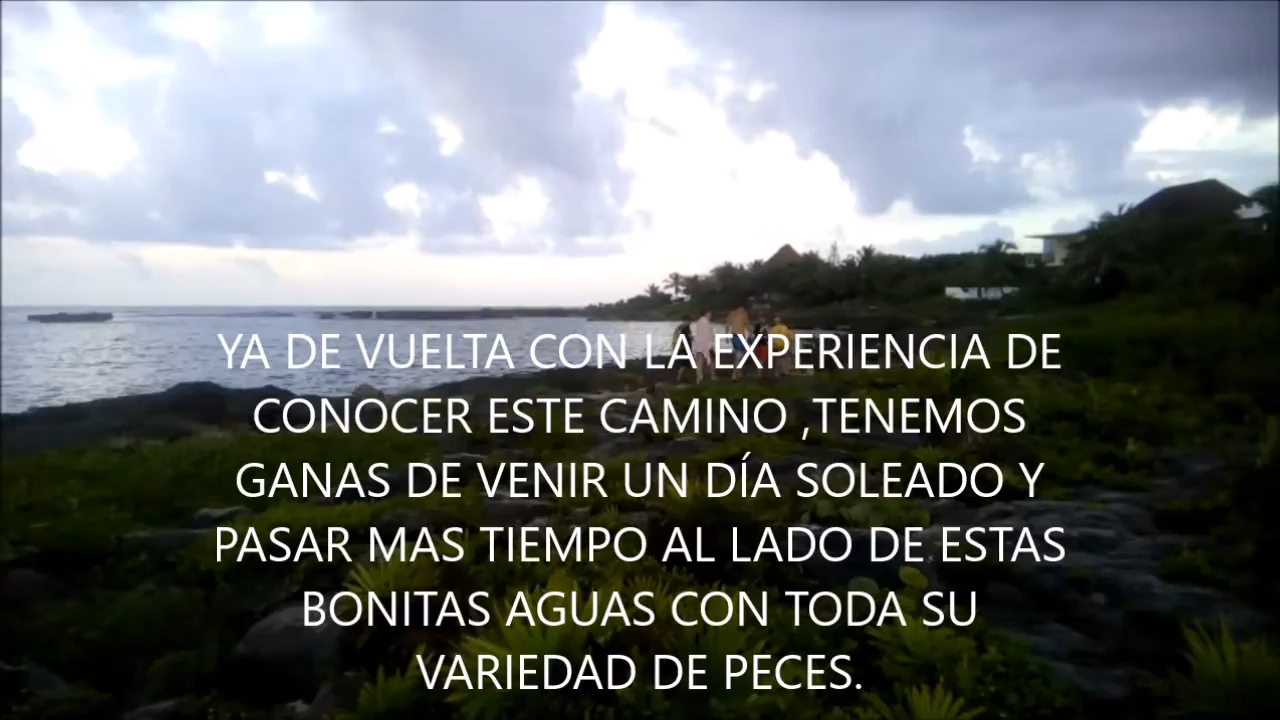 YA DE VUELTA CON LA EXPERIENCIA DE
CONOCER ESTE CAMINO ,TENEMOS
GANAS DE VENIR UN DÍA SOLEADO Y
PASAR MAS TIEMPO AL LADO DE ESTAS
BONITAS AGUAS CON TODA SU
VARIEDAD DE PECES.